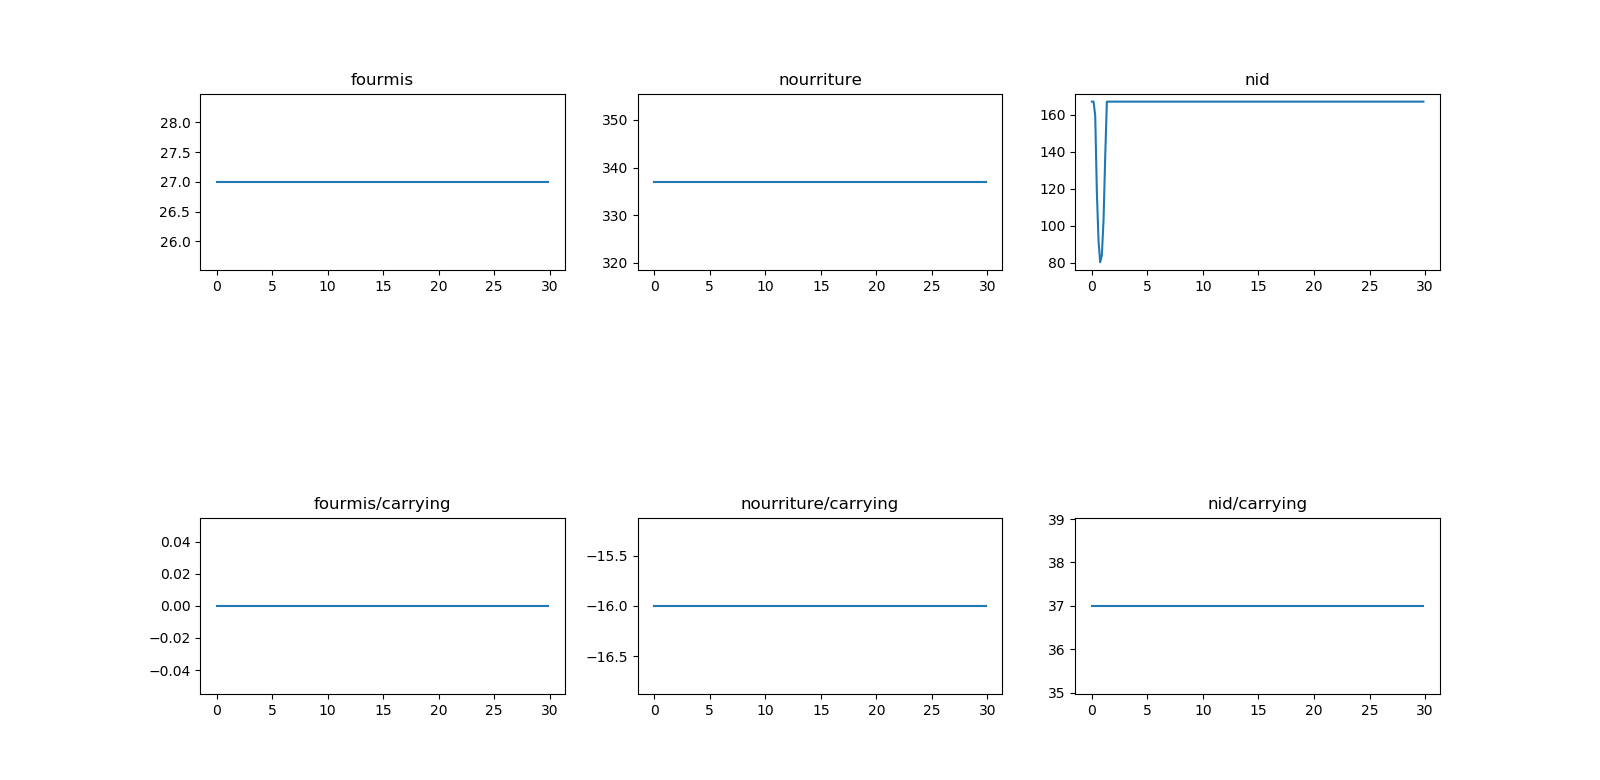 fourmis
nourriture
nid
28.0
27.5
27.0
26.5
26.0
0 5 10 15 20 25 30
350
340
330
320
0 5 10 15 20 25 30
160
140
120
100
80
0 5 10 15 20 25 30
fourmis/carrying
nourriture/carrying
nid/carrying
0.04
0.02
0.00
−0.02
−0.04
0 5 10 15 20 25 30
−15.5
−16.0
−16.5
0 5 10 15 20 25 30
39
38
37
36
35
0 5 10 15 20 25 30